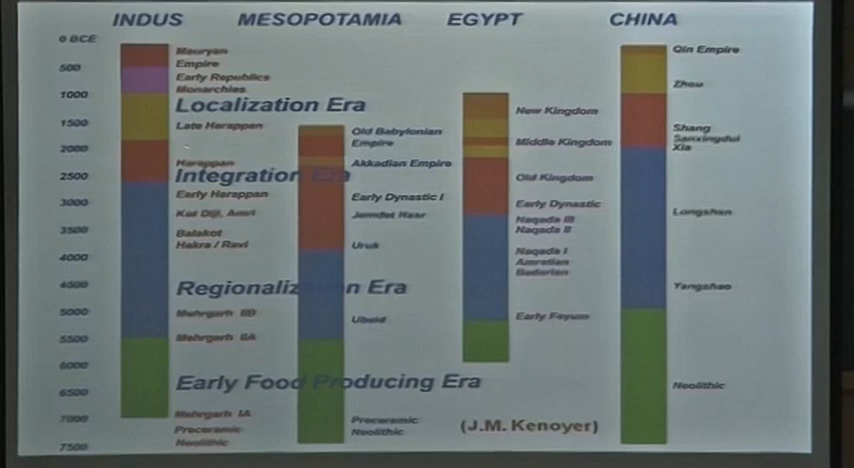 INDUS MESOPOTAMIA EGYPT CHINA
0 BCE
500
1000
1500
2000
2500
3000
3500
4000
4500
5000
5500
6000
6500
7000
7500
Mauryan
Empire
Early Republics
Monarchies
Localization Era
Late Harappan
Harappan
Integration Era
Early Harappan
Kot Diji, Amri
Balakot
Hakra / Ravi
Regionalization Era
Mehrgarh IIB
Mehrgarh IIA
Early Food Producing Era
Mehrgarh IA
Preceramic
Neolithic
Old Babylonian
Empire
Akkadian Empire
Early Dynastic I
Jemdet Nasr
Uruk
Ubaid
Preceramic
Neolithic
New Kingdom
Middle Kingdom
Old Kingdom
Early Dynastic
Naqada III
Naqada II
Naqada I
Amratian
Badarian
Early Fayum
(J.M. Kenoyer)
Qin Empire
Zhou
Shang
Sanxingdui
Xia
Longshan
Yangshao
Neolithic